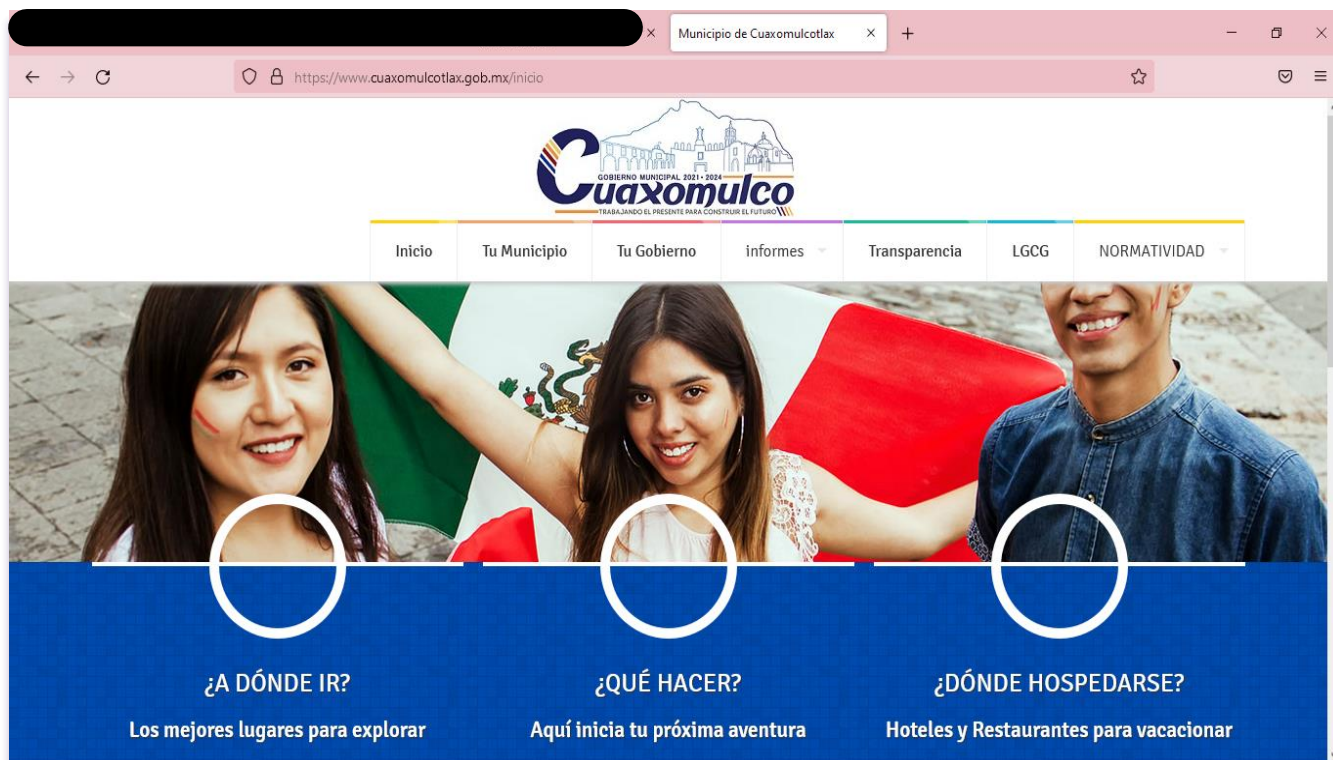 Municipio de Cuaxomulcotlax
https://www.cuaxomulcotlax.gob.mx/inicio
GOBIERNO MUNICIPAL 2021 - 2024
Cuaxomulco
TRABAJANDO EL PRESENTE PARA CONSTRUIR EL FUTURO
Inicio Tu Municipio Tu Gobierno informes Transparencia LGCG NORMATIVIDAD
¿A DÓNDE IR? ¿QUÉ HACER? ¿DÓNDE HOSPEDARSE?
Los mejores lugares para explorar Aquí inicia tu próxima aventura Hoteles y Restaurantes para vacacionar